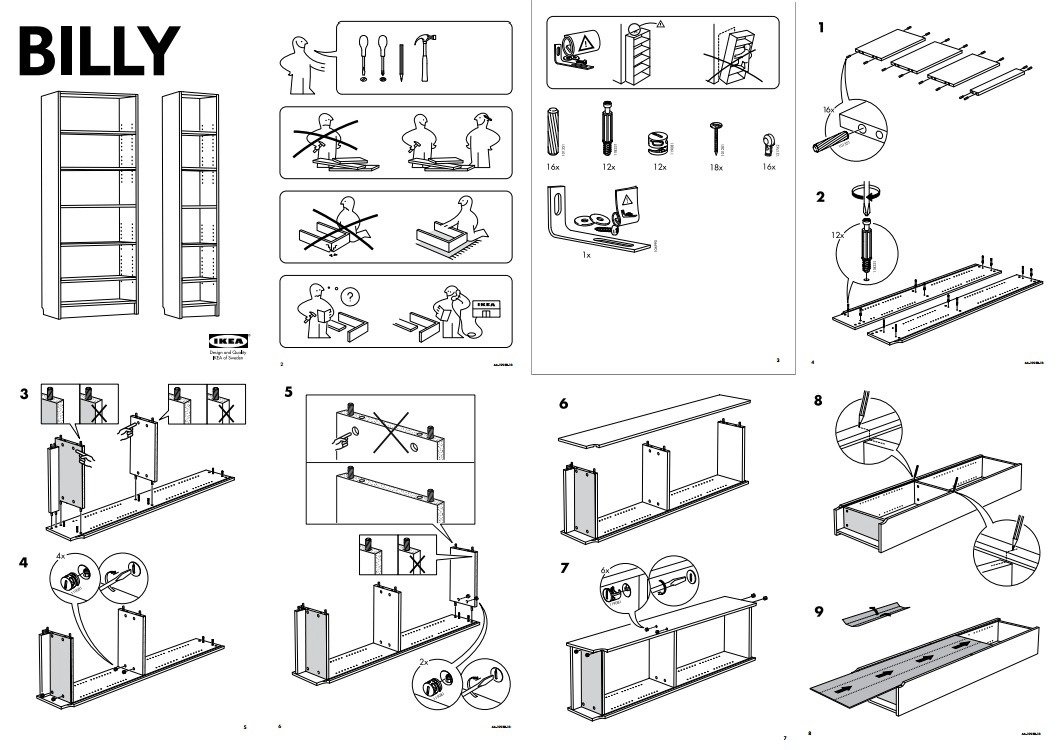 BILLY
IKEA
Design and Quality
IKEA of Sweden
?
IKEA
2
16x
12x
12x
18x
16x
1x
3
1
16x
2
12x
4
3
4
4x
5
5
2x
6
6
7
6x
7
8
9
8